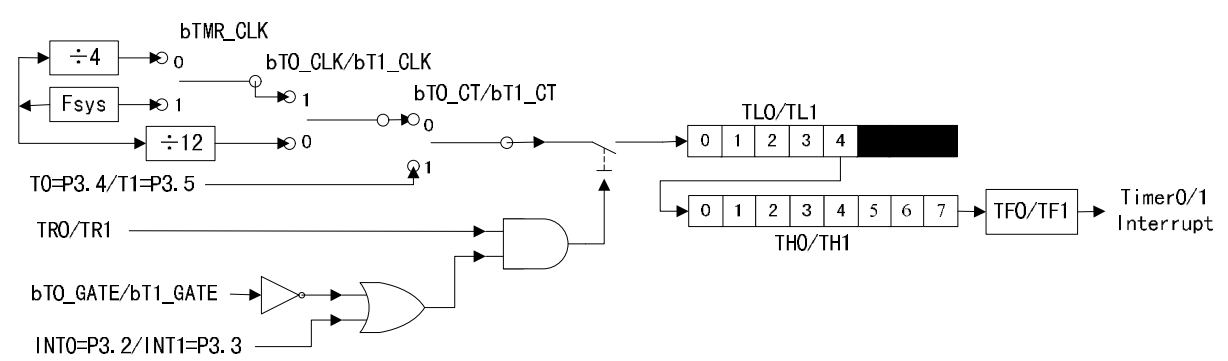 bTMR_CLK
÷4
0
bT0_CLK/bT1_CLK
Fsys
1
1
bT0_CT/bT1_CT
0
÷12
0
1
T0=P3.4/T1=P3.5
TL0/TL1
0 1 2 3 4
0 1 2 3 4 5 6 7
TH0/TH1
TF0/TF1
Timer0/1
Interrupt
TR0/TR1
bT0_GATE/bT1_GATE
INT0=P3.2/INT1=P3.3